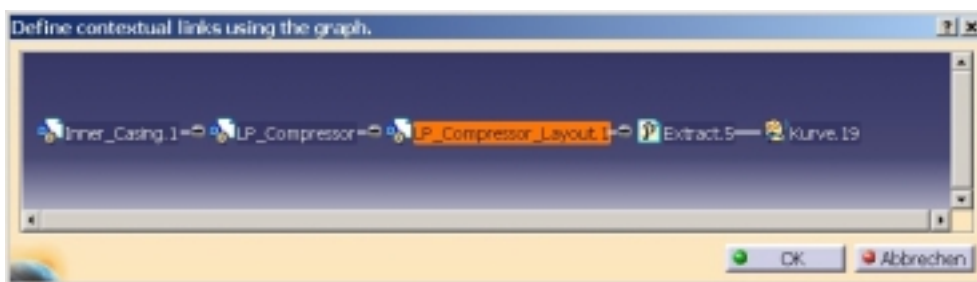 Define contextual links using the graph.
Inner_Casing.1 LP_Compressor LP_Compressor_Layout.1 Extract.5 Kurve.19
OK Abbrechen